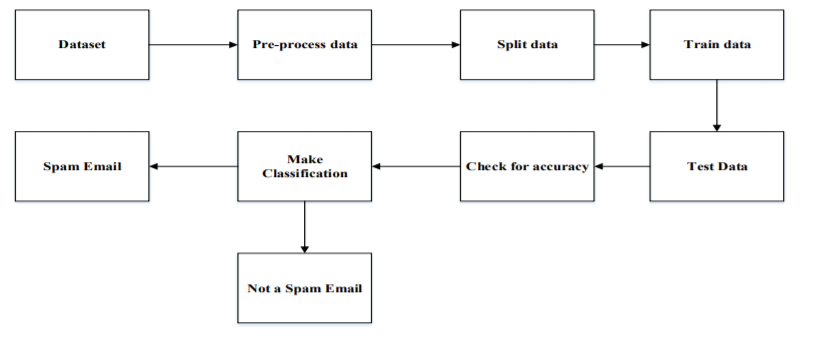 Dataset
Pre-process data
Split data
Train data
Spam Email
Make
Classification
Check for accuracy
Test Data
Not a Spam Email